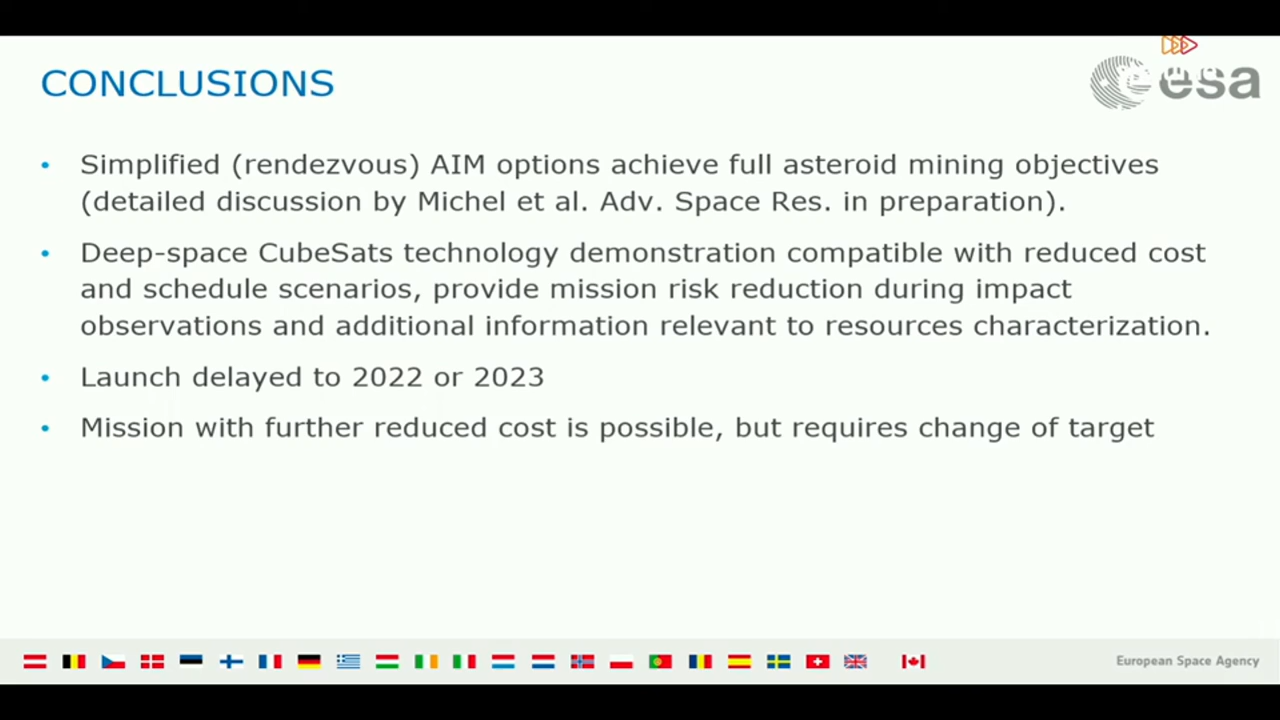 CONCLUSIONS
esa
• Simplified (rendezvous) AIM options achieve full asteroid mining objectives
(detailed discussion by Michel et al. Adv. Space Res. in preparation).
• Deep-space CubeSats technology demonstration compatible with reduced cost
and schedule scenarios, provide mission risk reduction during impact
observations and additional information relevant to resources characterization.
• Launch delayed to 2022 or 2023
• Mission with further reduced cost is possible, but requires change of target
European Space Agency